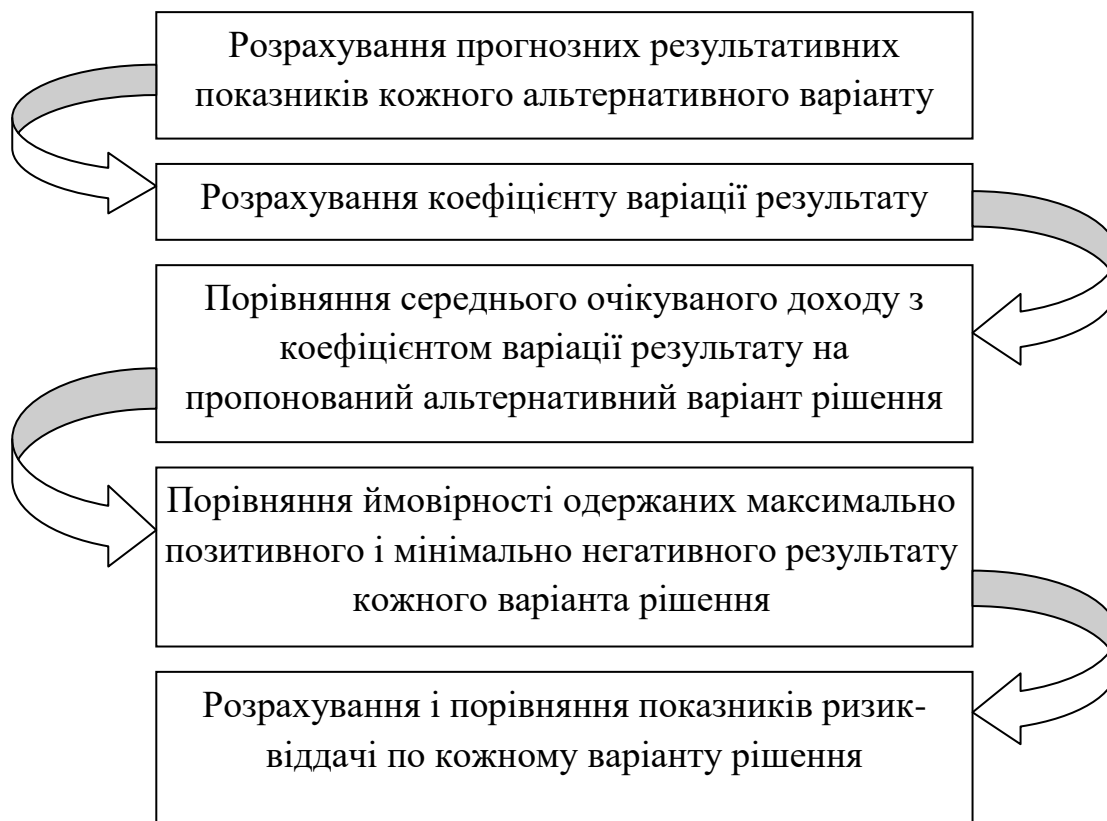 Розрахування прогнозних результативних
показників кожного альтернативного варіанту
Розрахування коефіцієнту варіації результату
Порівняння середнього очікуваного доходу з
коефіцієнтом варіації результату на
пропонований альтернативний варіант рішення
Порівняння ймовірності одержаних максимально
позитивного і мінімально негативного результату
кожного варіанта рішення
Розрахування і порівняння показників ризик-
віддачі по кожному варіанту рішення